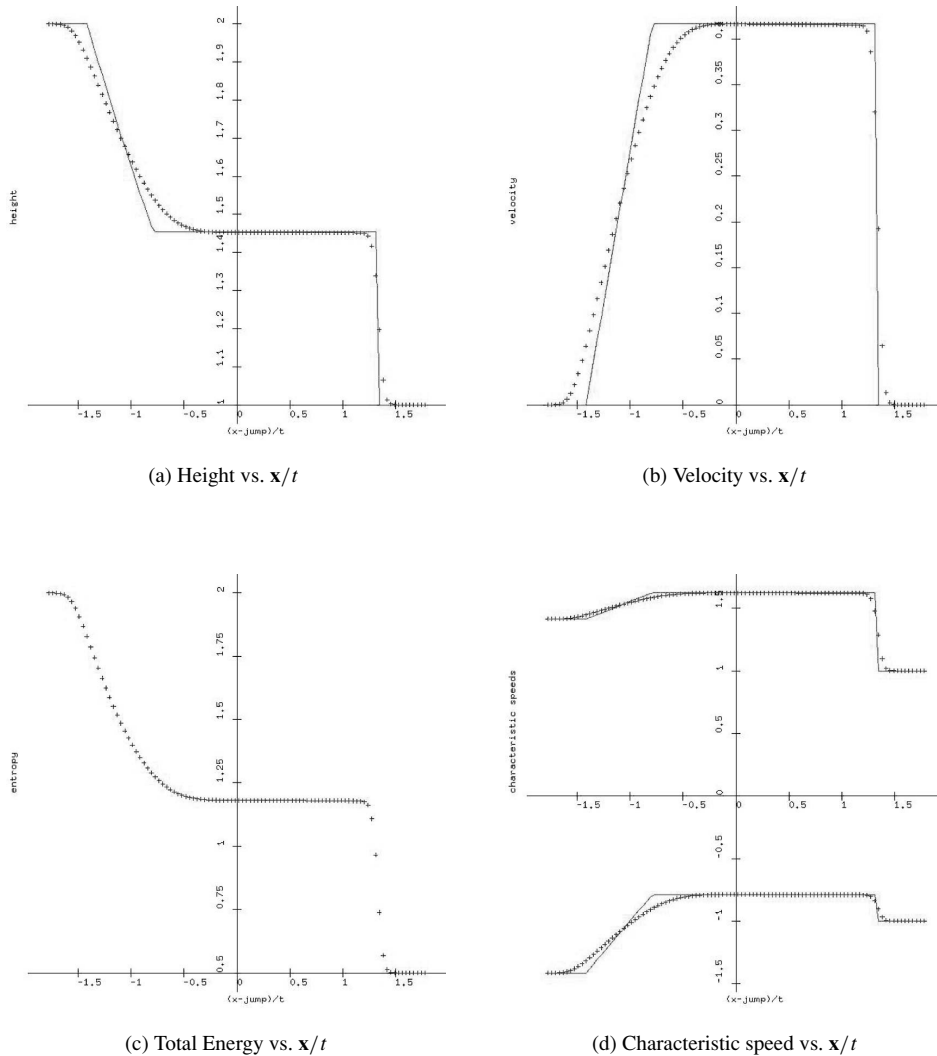 2
1.9
1.8
1.7
1.6
1.5
1.4
1.3
1.2
1.1
1
height
-1.5 -1 -0.5 0 0.5 1 1.5
(x-jump)/t
(a) Height vs. x/t
0.4
0.35
0.3
0.25
0.2
0.15
0.1
0.05
0
velocity
-1.5 -1 -0.5 0 0.5 1 1.5
(x-jump)/t
(b) Velocity vs. x/t
2
1.75
1.5
1.25
1
0.75
0.5
entropy
-1.5 -1 -0.5 0 0.5 1 1.5
(x-jump)/t
(c) Total Energy vs. x/t
1.5
1
0.5
0
-0.5
-1
-1.5
characteristic speeds
-1.5 -1 -0.5 0 0.5 1 1.5
(x-jump)/t
(d) Characteristic speed vs. x/t